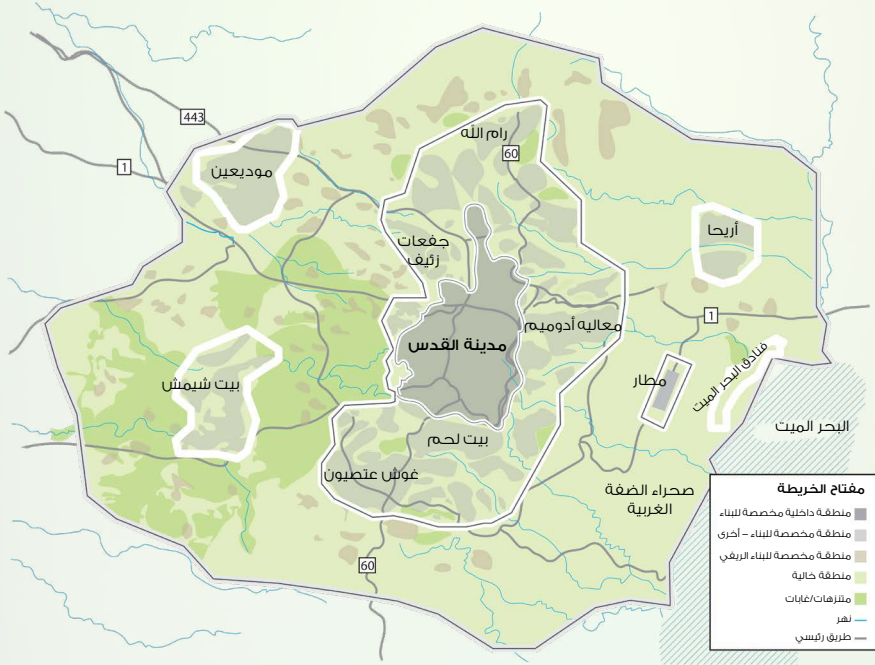 رام الله
60
443
1
موديعين
جفعات
زئيف
أريحا
معاليه أدوميم
1
مدينة القدس
فنادق البحر الميت
مطار
بيت شيمش
البحر الميت
بيت لحم
غوش عتصيون
صحراء الضفة
الغربية
60
مفتاح الخريطة
منطقة داخلية مخصصة للبناء
منطقة مخصصة للبناء – أخرى
منطقة مخصصة للبناء الريفي
منطقة خالية
متنزهات/غابات
نهر
طريق رئيسي